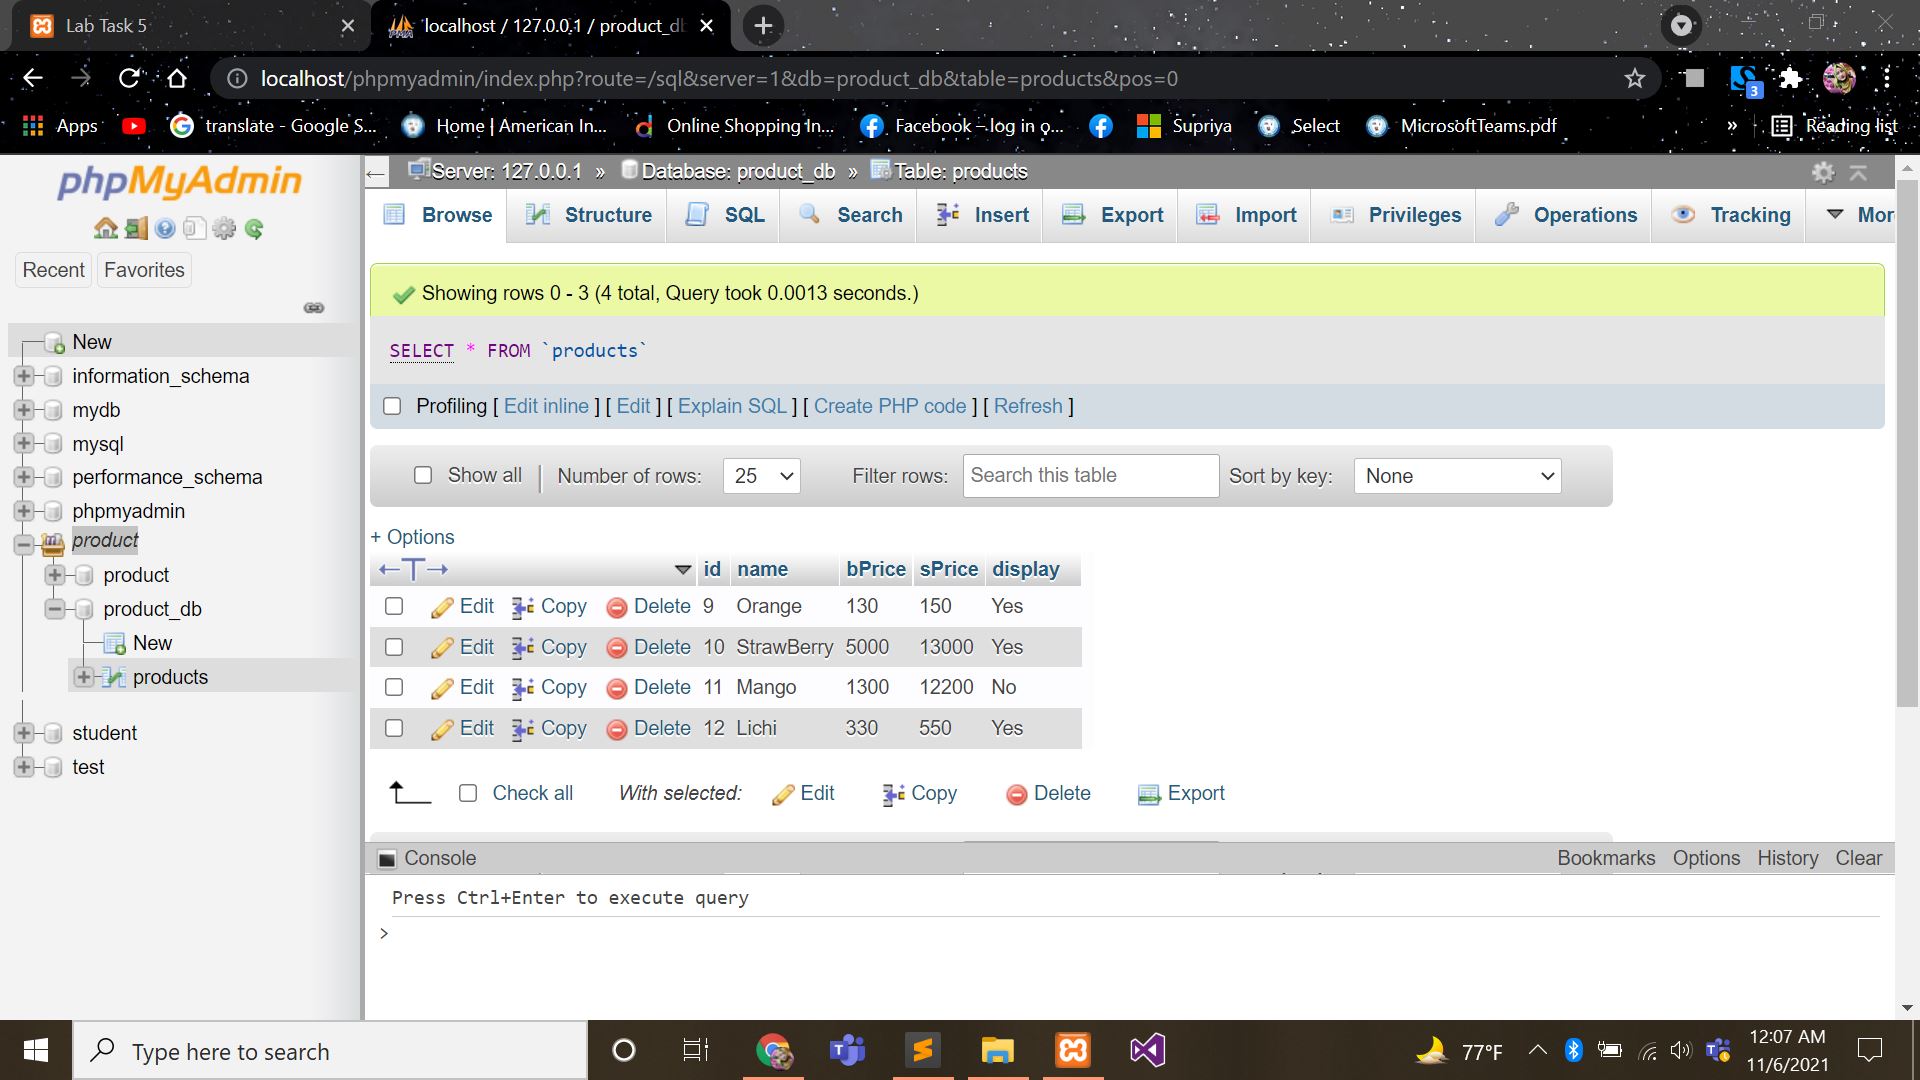 Lab Task 5
localhost / 127.0.0.1 / product_db
localhost/phpmyadmin/index.php?route=/sql&server=1&db=product_db&table=products&pos=0
3
Apps
translate - Google S...
Home | American In...
Online Shopping In...
Facebook – log in o...
Supriya
Select
MicrosoftTeams.pdf
»
Reading list
phpMyAdmin
Recent
Favorites
New
information_schema
mydb
mysql
performance_schema
phpmyadmin
product
product
product_db
New
products
student
test
Server: 127.0.0.1 » Database: product_db » Table: products
Browse
Structure
SQL
Search
Insert
Export
Import
Privileges
Operations
Tracking
Mor
Showing rows 0 - 3 (4 total, Query took 0.0013 seconds.)
SELECT * FROM `products`
Profiling [ Edit inline ] [ Edit ] [ Explain SQL ] [ Create PHP code ] [ Refresh ]
Show all | Number of rows: 25 Filter rows: Search this table Sort by key: None
+ Options
←T→ id name bPrice sPrice display
Edit Copy Delete 9 Orange 130 150 Yes
Edit Copy Delete 10 StrawBerry 5000 13000 Yes
Edit Copy Delete 11 Mango 1300 12200 No
Edit Copy Delete 12 Lichi 330 550 Yes
Check all With selected: Edit Copy Delete Export
Console
Bookmarks Options History Clear
Press Ctrl+Enter to execute query
>
Type here to search
77°F
12:07 AM
11/6/2021